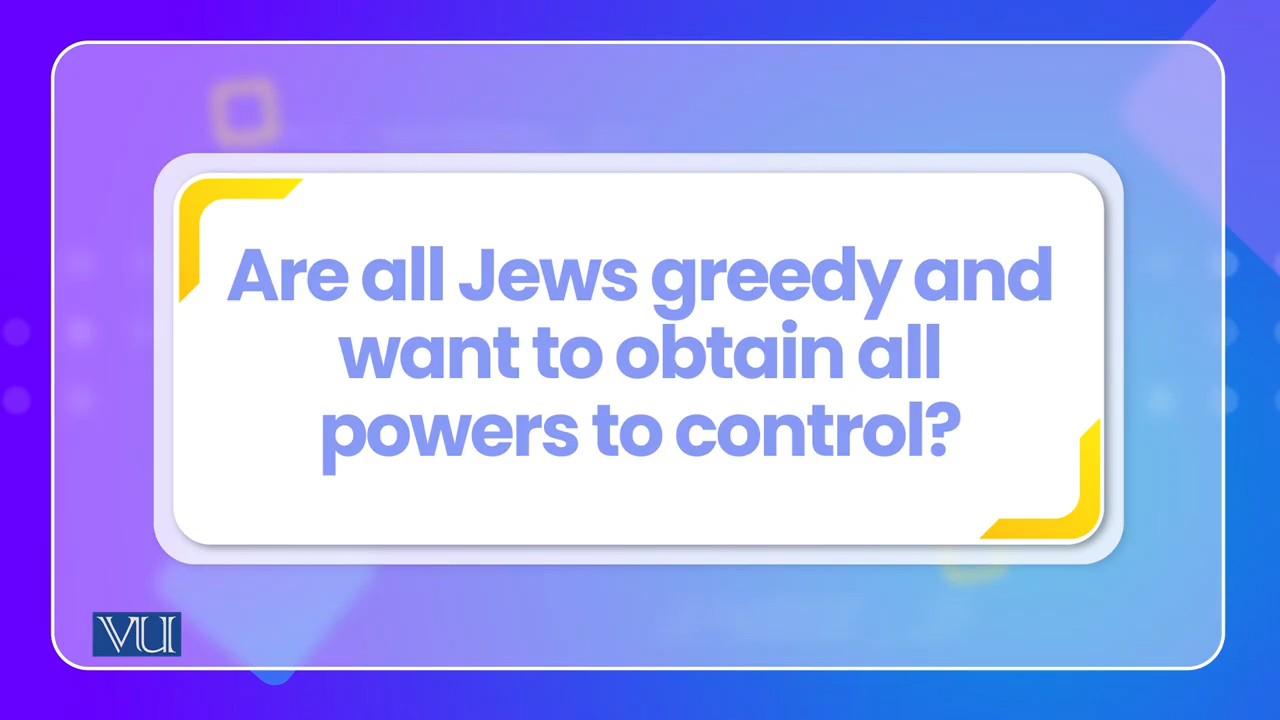 Are all Jews greedy and
want to obtain all
powers to control?
VU